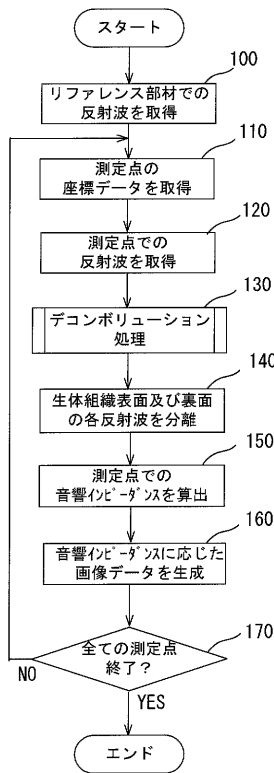 スタート
100
リファレンス部材での
反射波を取得
110
測定点の
座標データを取得
120
測定点での
反射波を取得
130
デコンボリューション
処理
140
生体組織表面及び裏面
の各反射波を分離
150
測定点での
音響ｲﾝﾋﾟｰﾀﾞﾝｽを算出
160
音響ｲﾝﾋﾟｰﾀﾞﾝｽに応じた
画像データを生成
170
全ての測定点
終了？
NO
YES
エンド